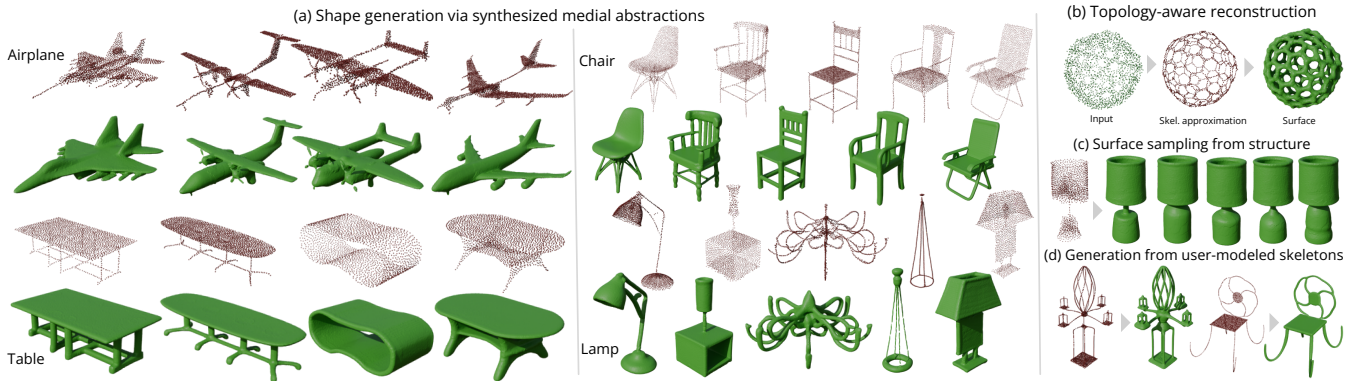 (a) Shape generation via synthesized medial abstractions
Airplane
Table
Chair
Lamp
(b) Topology-aware reconstruction
Input
Skel. approximation
Surface
(c) Surface sampling from structure
(d) Generation from user-modeled skeletons